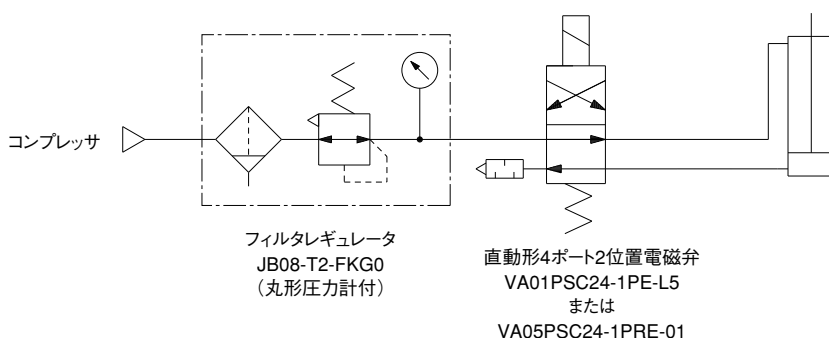 コンプレッサ
フィルタレギュレータ
JB08-T2-FKG0
（丸形圧力計付）
直動形4ポート2位置電磁弁
VA01PSC24-1PE-L5
または
VA05PSC24-1PRE-01